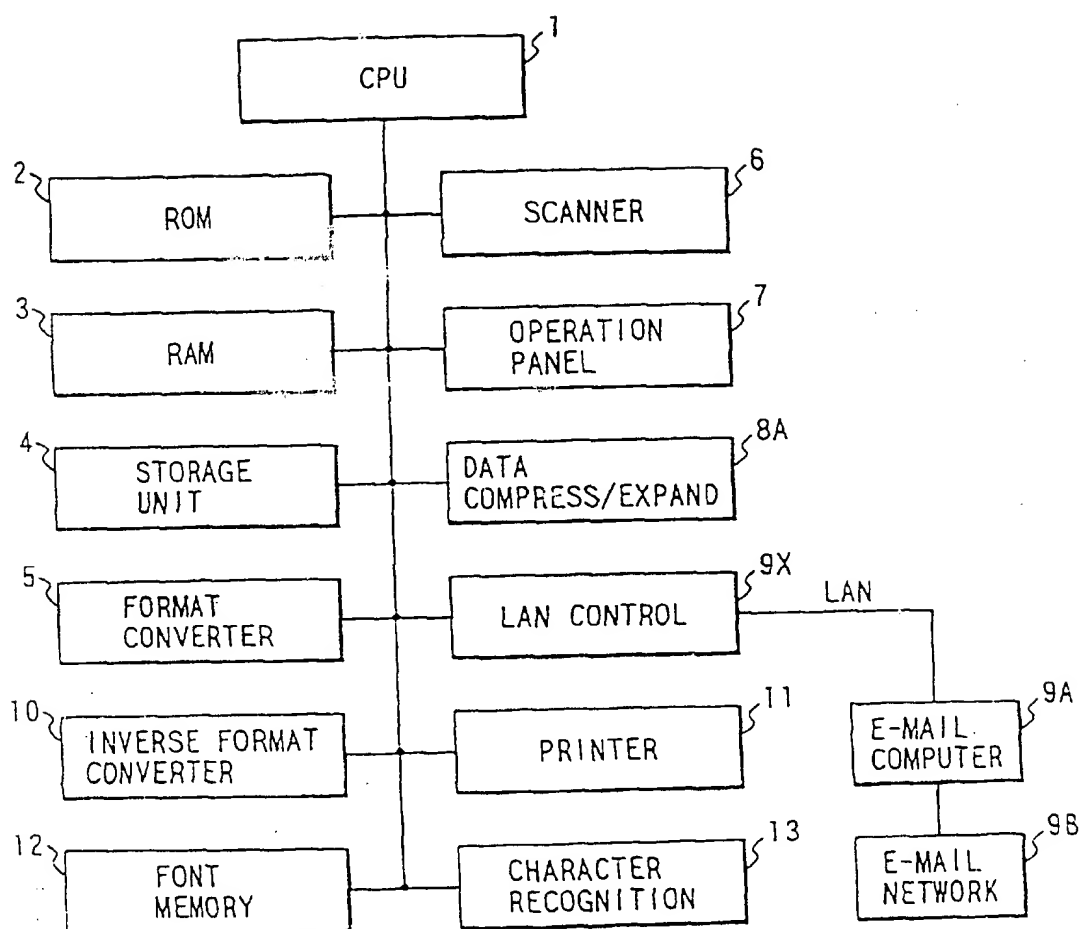 1
CPU
2
ROM
6
SCANNER
3
RAM
7
OPERATION
PANEL
4
STORAGE
UNIT
8A
DATA
COMPRESS/EXPAND
5
FORMAT
CONVERTER
9X
LAN CONTROL
LAN
10
INVERSE FORMAT
CONVERTER
11
PRINTER
9A
E-MAIL
COMPUTER
12
FONT
MEMORY
13
CHARACTER
RECOGNITION
9B
E-MAIL
NETWORK